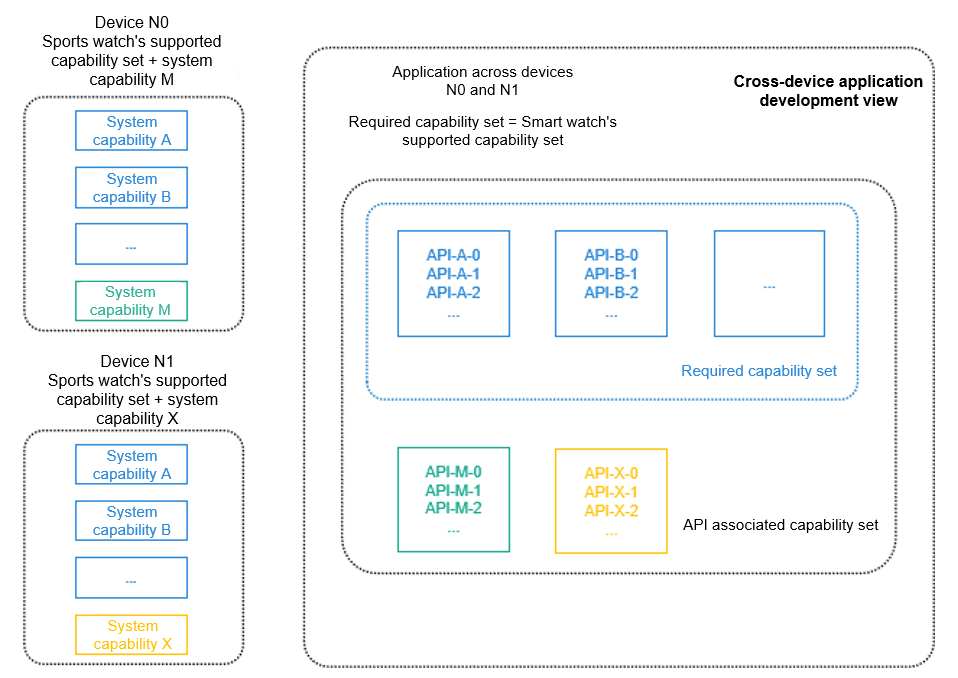 Device N0
Sports watch's supported
capability set + system
capability M
System
capability A
System
capability B
...
System
capability M
Device N1
Sports watch's supported
capability set + system
capability X
System
capability A
System
capability B
...
System
capability X
Application across devices
N0 and N1
Required capability set = Smart watch's
supported capability set
Cross-device application
development view
API-A-0
API-A-1
API-A-2
...
API-B-0
API-B-1
API-B-2
...
...
Required capability set
API-M-0
API-M-1
API-M-2
...
API-X-0
API-X-1
API-X-2
...
API associated capability set